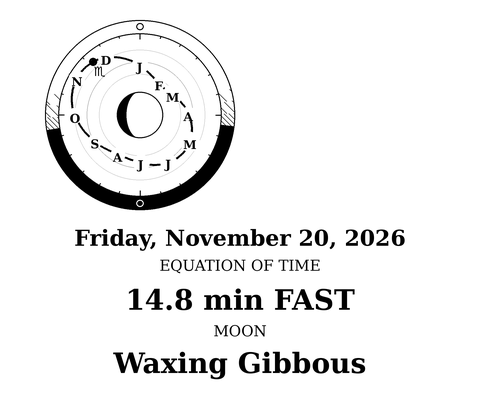 D
J
♏
F
M
N
A
O
M
S
A
J
J
Friday, November 20, 2026
EQUATION OF TIME
14.8 min FAST
MOON
Waxing Gibbous